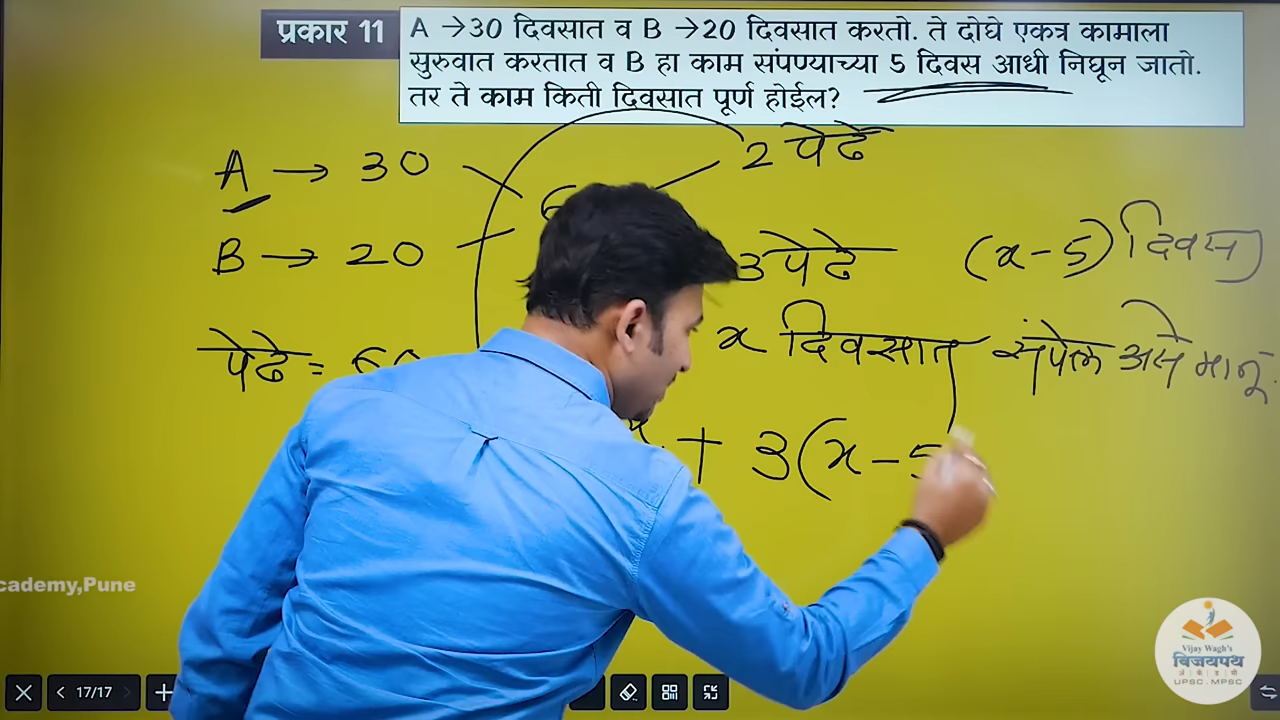 प्रकार 11
A →30 दिवसात व B →20 दिवसात करतो. ते दोघे एकत्र कामाला
सुरुवात करतात व B हा काम संपण्याच्या 5 दिवस आधी निघून जातो.
तर ते काम किती दिवसात पूर्ण होईल?
A → 30
2 पेढे
B → 20
3 पेढे (x-5) दिवस
पेढे = 60
x दिवसात संपेल असे मानू.
+ 3(x-5
cademy,Pune
17/17
Vijay Wagh's
विजयपथ
UPSC . MPSC